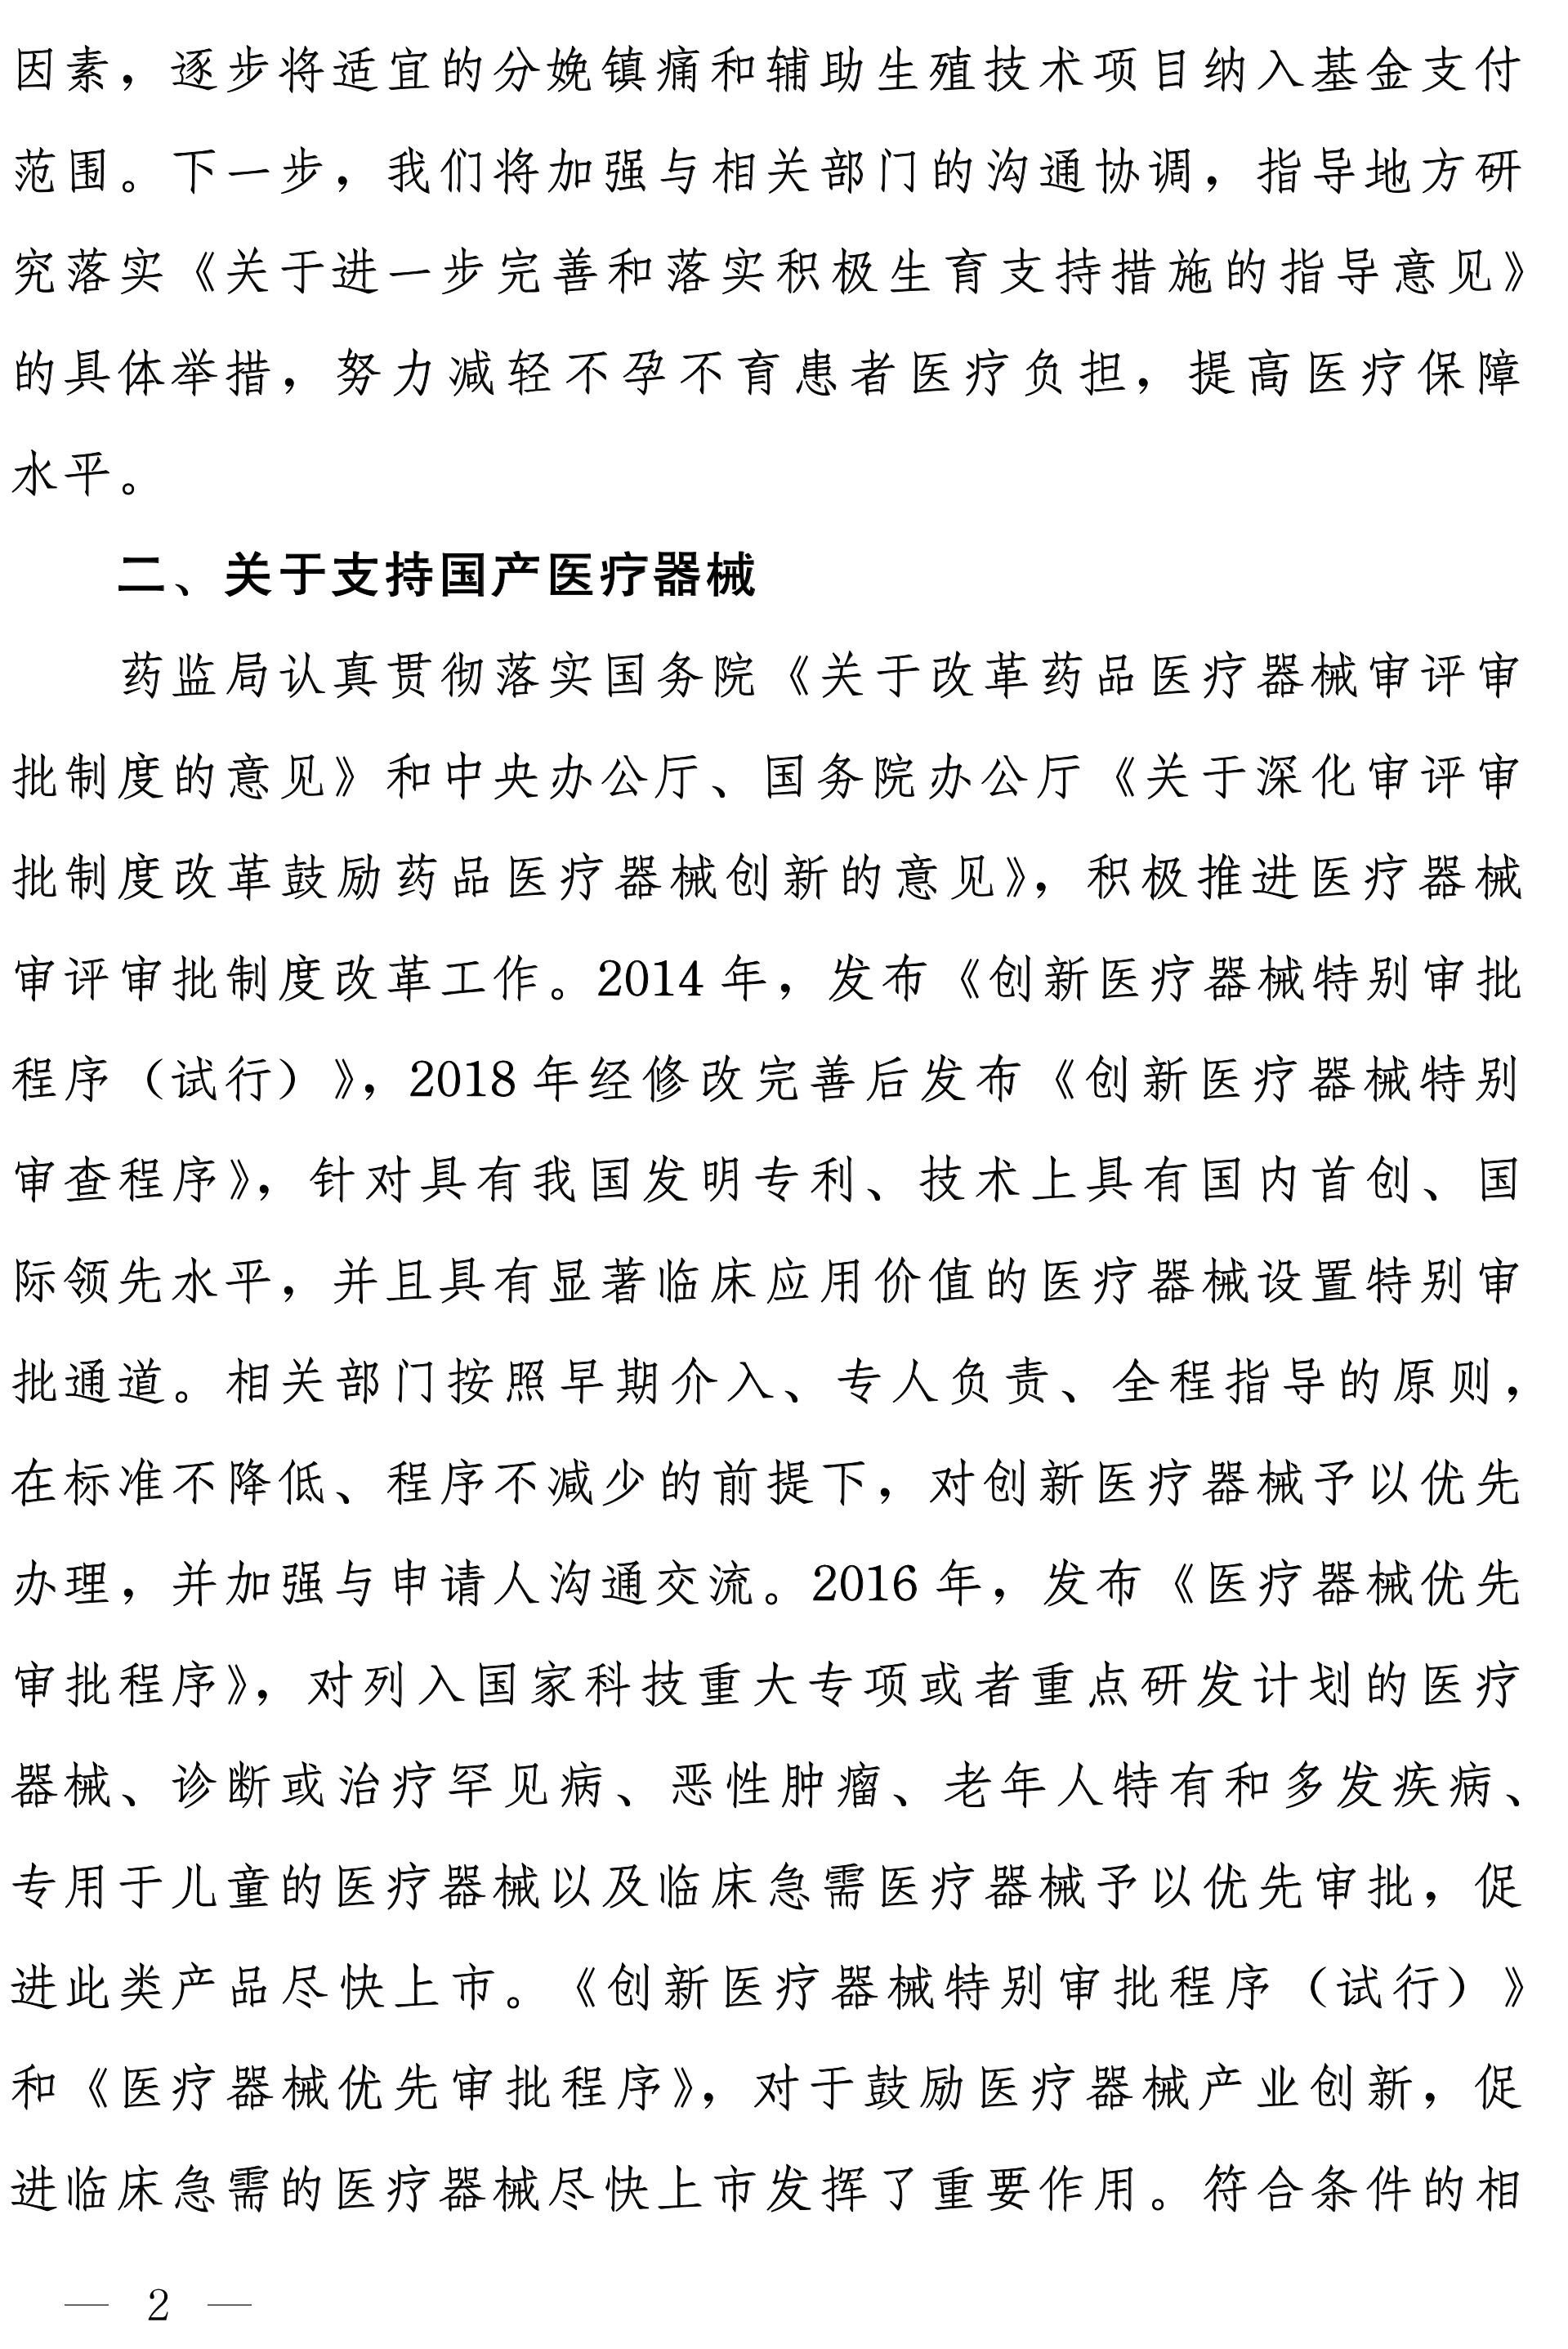 因素，逐步将适宜的分娩镇痛和辅助生殖技术项目纳入基金支付
范围。下一步，我们将加强与相关部门的沟通协调，指导地方研
究落实《关于进一步完善和落实积极生育支持措施的指导意见》
的具体举措，努力减轻不孕不育患者医疗负担，提高医疗保障
水平。
二、关于支持国产医疗器械
药监局认真贯彻落实国务院《关于改革药品医疗器械审评审
批制度的意见》和中央办公厅、国务院办公厅《关于深化审评审
批制度改革鼓励药品医疗器械创新的意见》，积极推进医疗器械
审评审批制度改革工作。2014 年，发布《创新医疗器械特别审批
程序（试行）》，2018 年经修改完善后发布《创新医疗器械特别
审查程序》，针对具有我国发明专利、技术上具有国内首创、国
际领先水平，并且具有显著临床应用价值的医疗器械设置特别审
批通道。相关部门按照早期介入、专人负责、全程指导的原则，
在标准不降低、程序不减少的前提下，对创新医疗器械予以优先
办理，并加强与申请人沟通交流。2016 年，发布《医疗器械优先
审批程序》，对列入国家科技重大专项或者重点研发计划的医疗
器械、诊断或治疗罕见病、恶性肿瘤、老年人特有和多发疾病、
专用于儿童的医疗器械以及临床急需医疗器械予以优先审批，促
进此类产品尽快上市。《创新医疗器械特别审批程序（试行）》
和《医疗器械优先审批程序》，对于鼓励医疗器械产业创新，促
进临床急需的医疗器械尽快上市发挥了重要作用。符合条件的相
— 2 —